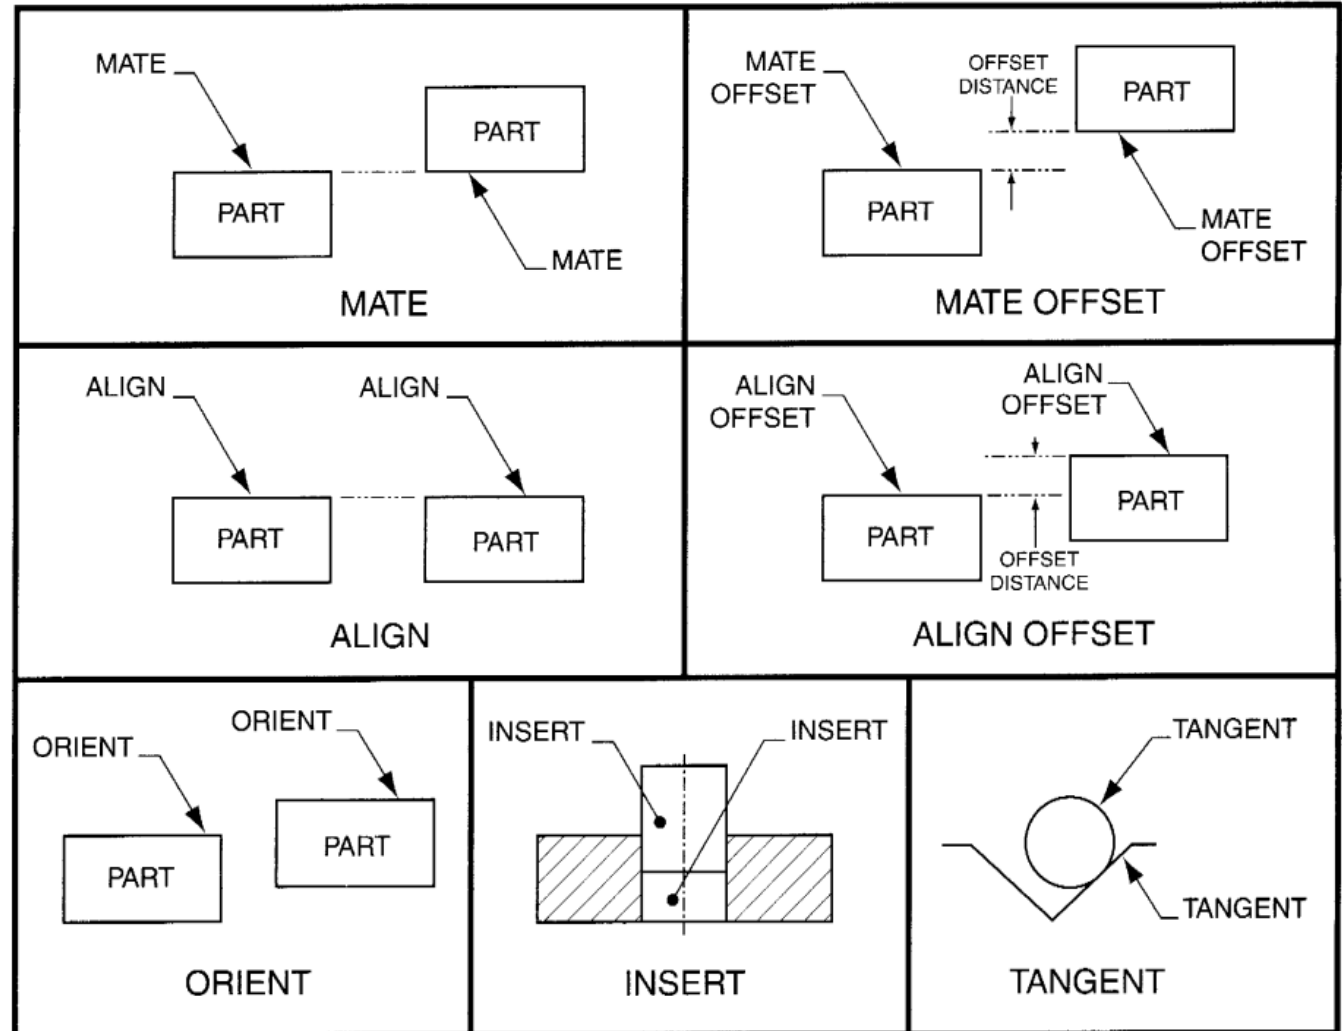 MATE
PART
PART
MATE
MATE
MATE
OFFSET
OFFSET
DISTANCE
PART
PART
MATE
OFFSET
MATE OFFSET
ALIGN
ALIGN
PART
PART
ALIGN
ALIGN
OFFSET
ALIGN
OFFSET
PART
PART
OFFSET
DISTANCE
ALIGN OFFSET
ORIENT
ORIENT
PART
PART
ORIENT
INSERT
INSERT
INSERT
TANGENT
TANGENT
TANGENT